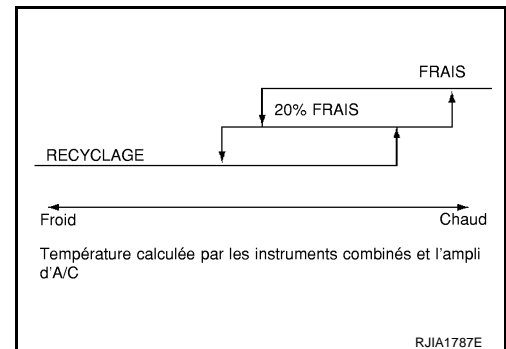 FRAIS
20% FRAIS
RECYCLAGE
Froid
Chaud
Température calculée par les instruments combinés et l'ampli
d'A/C
RJIA1787E